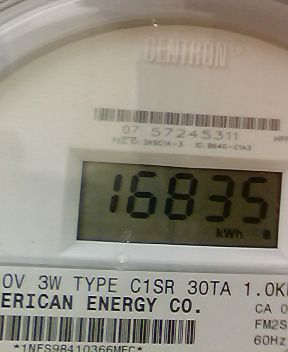 CENTRON
07 57245311
16835
kWh
0V 3W TYPE C1SR 30TA 1.0K
ERICAN ENERGY CO.
CA 0
FM2S
60Hz
*1NFS98410366MEC*